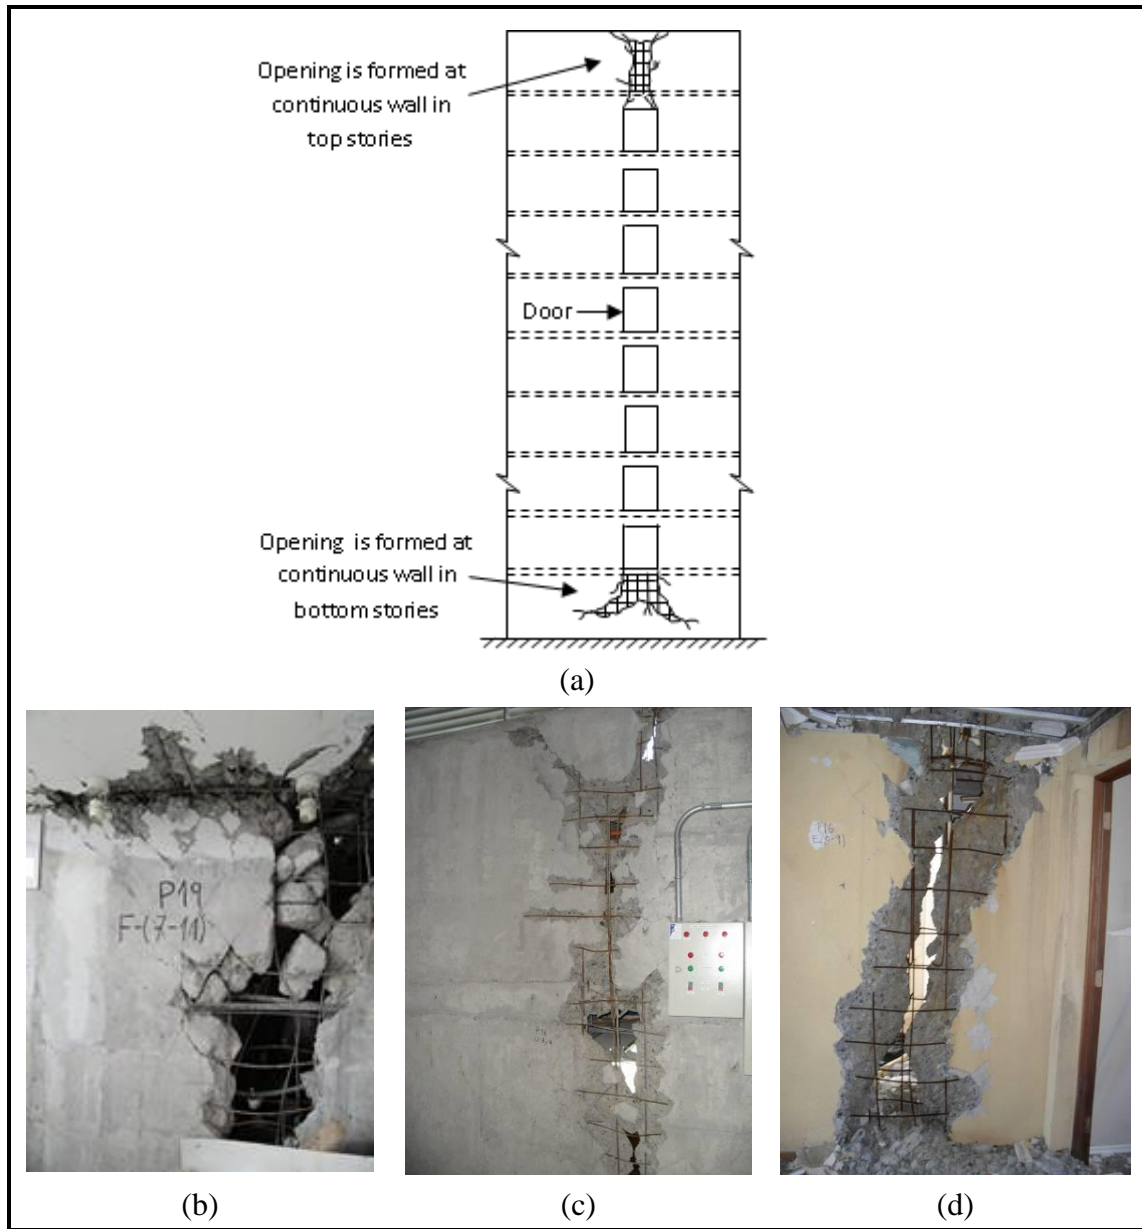 Opening is formed at
continuous wall in
top stories
Door
Opening is formed at
continuous wall in
bottom stories
(a)
P19
F-(7-11)
P16
(b)
(c)
(d)